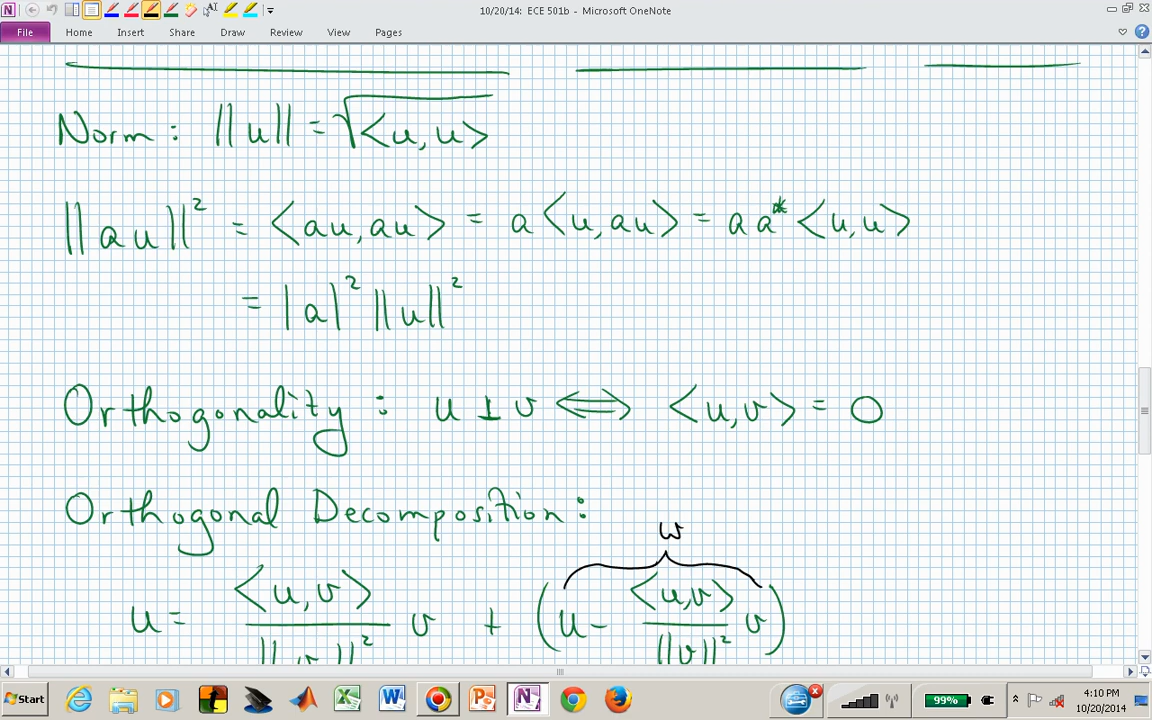 10/20/14: ECE 501b - Microsoft OneNote
File Home Insert Share Draw Review View Pages
Norm: ||u|| = √<u,u>
||au||² = <au,au> = a<u,au> = aa*<u,u>
= |a|² ||u||²
Orthogonality: u ⊥ v ⟺ <u,v> = 0
Orthogonal Decomposition:
w
u = <u,v>/||v||² v + (u - <u,v>/||v||² v)
Start 99% 4:10 PM
10/20/2014